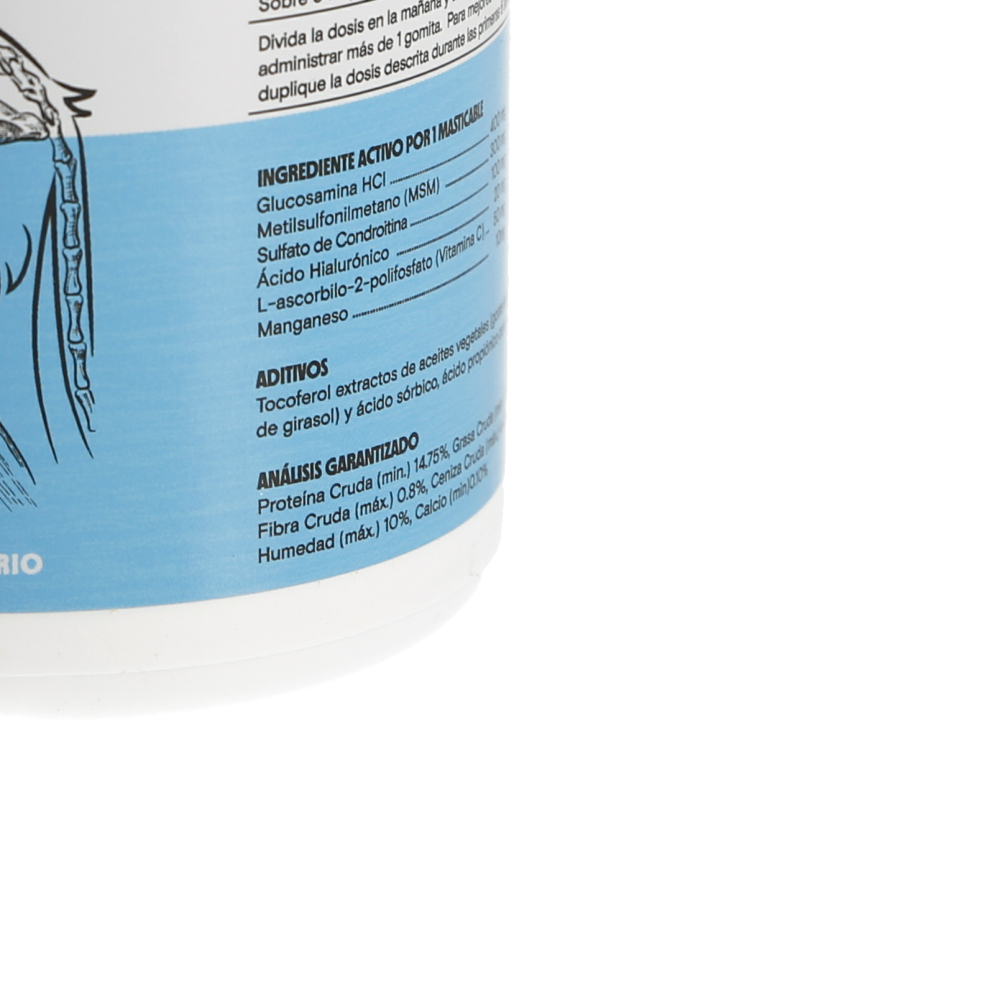 Sobre
Divida la dosis en la mañana y
administrar más de 1 gomita. Para mejores
duplique la dosis descrita durante las primeras
INGREDIENTE ACTIVO POR 1 MASTICABLE
Glucosamina HCl
Metilsulfonilmetano (MSM)
Sulfato de Condroitina
Ácido Hialurónico
L-ascorbilo-2-polifosfato (Vitamina C)
Manganeso
ADITIVOS
Tocoferol extractos de aceites vegetales
de girasol) y ácido sórbico, ácido propiónico
ANÁLISIS GARANTIZADO
Proteína Cruda (min.) 14.75%, Grasa Cruda
Fibra Cruda (máx.) 0.8%, Ceniza Cruda
Humedad (máx.) 10%, Calcio (min)0.10%
RIO